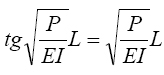 tg√(P/EI) L = √(P/EI) L